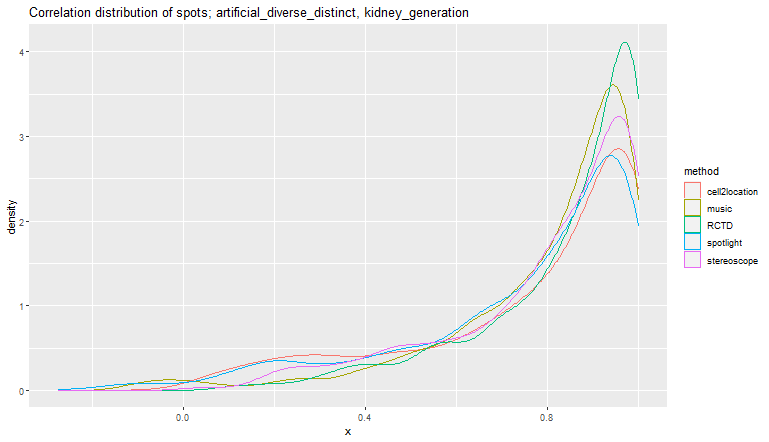 Correlation distribution of spots; artificial_diverse_distinct, kidney_generation
4
3
2
1
0
density
0.0
0.4
0.8
x
method
cell2location
music
RCTD
spotlight
stereoscope